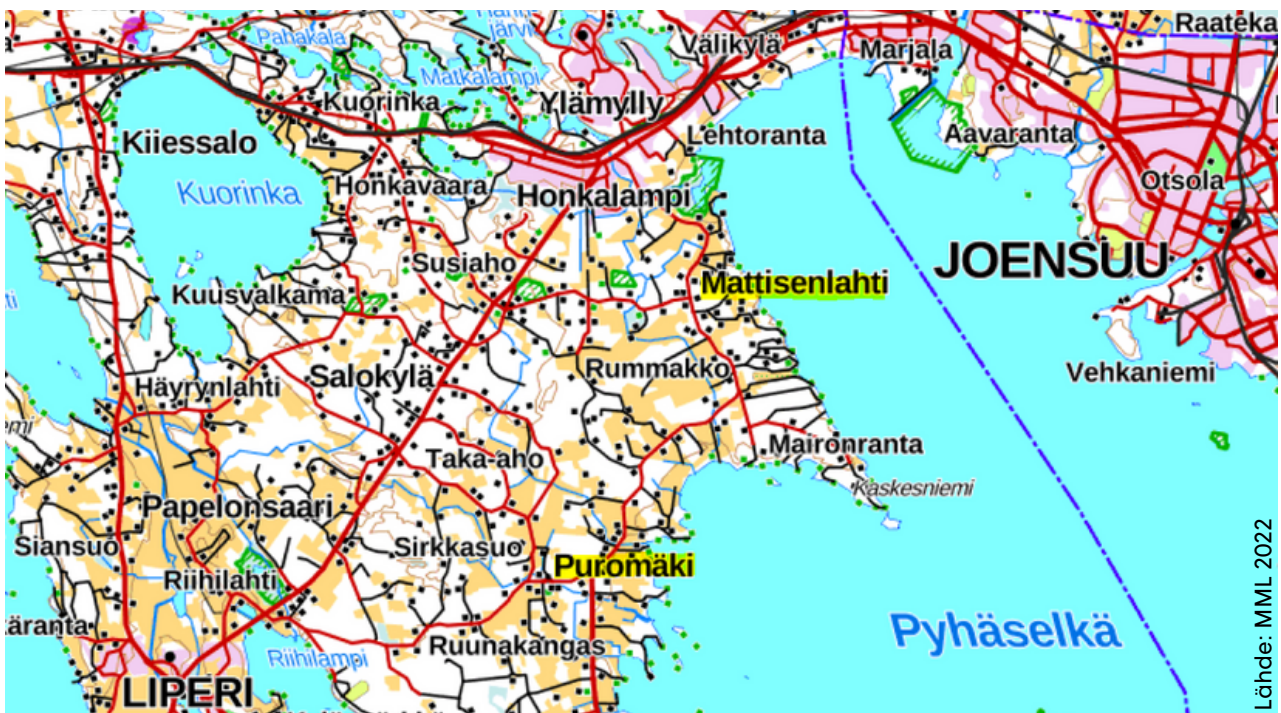 Raateka
Marjala
Välikylä
Pahakala
Matkalampi
Kuorinka
Ylämylly
Lehtoranta
Aavaranta
Kiiessalo
Kuorinka
Honkavaara
Honkalampi
Otsola
JOENSUU
Susiaho
Mattisenlahti
Kuusvalkama
Salokylä
Rummakko
Vehkaniemi
Häyrynlahti
Taka-aho
Maironranta
Kaskesniemi
Papelonsaari
Siansuo
Sirkkasuo
Puromäki
Riihilahti
Pyhäselkä
Ruunakangas
Riihilampi
LIPERI
Lähde: MML 2022